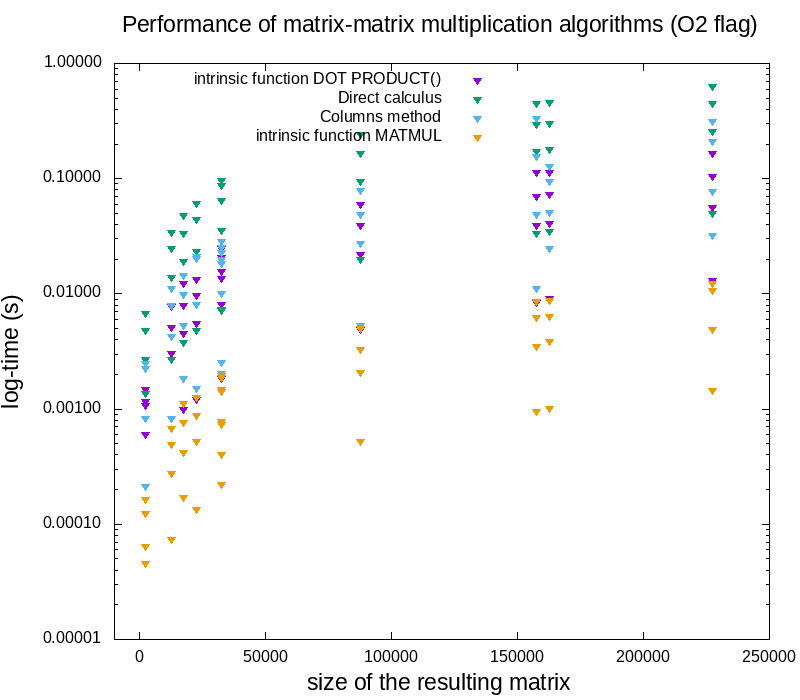 Performance of matrix-matrix multiplication algorithms (O2 flag)
1.00000
0.10000
0.01000
0.00100
0.00010
0.00001
log-time (s)
intrinsic function DOT PRODUCT()
Direct calculus
Columns method
intrinsic function MATMUL
0 50000 100000 150000 200000 250000
size of the resulting matrix